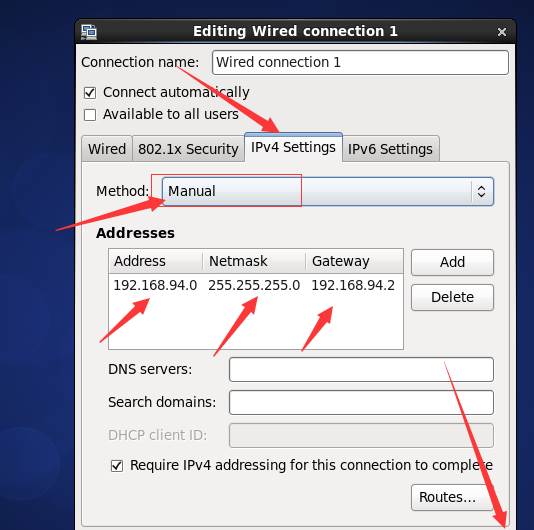 Editing Wired connection 1
Connection name: Wired connection 1
Connect automatically
Available to all users
Wired 802.1x Security IPv4 Settings IPv6 Settings
Method: Manual
Addresses
Address Netmask Gateway Add
192.168.94.0 255.255.255.0 192.168.94.2
Delete
DNS servers:
Search domains:
DHCP client ID:
Require IPv4 addressing for this connection to complete
Routes...